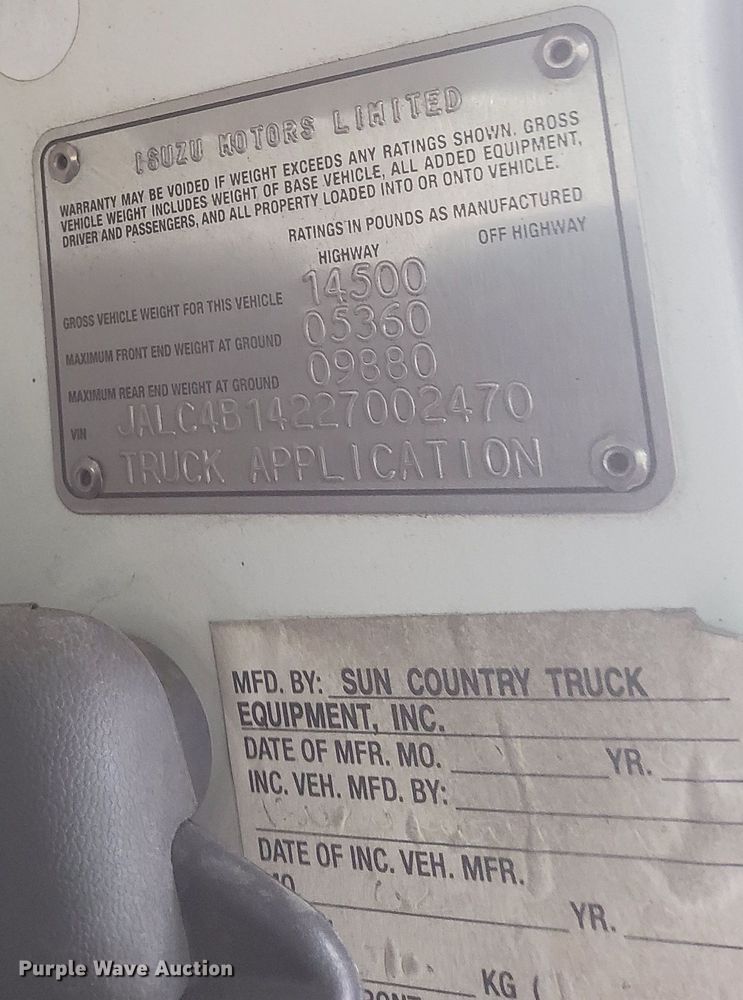 ISUZU MOTORS LIMITED
WARRANTY MAY BE VOIDED IF WEIGHT EXCEEDS ANY RATINGS SHOWN. GROSS
VEHICLE WEIGHT INCLUDES WEIGHT OF BASE VEHICLE, ALL ADDED EQUIPMENT,
DRIVER AND PASSENGERS, AND ALL PROPERTY LOADED INTO OR ONTO VEHICLE.
RATINGS IN POUNDS AS MANUFACTURED
HIGHWAY OFF HIGHWAY
GROSS VEHICLE WEIGHT FOR THIS VEHICLE 14500
MAXIMUM FRONT END WEIGHT AT GROUND 05360
MAXIMUM REAR END WEIGHT AT GROUND 09880
VIN JALC4B14227002470
TRUCK APPLICATION
MFD. BY: SUN COUNTRY TRUCK
EQUIPMENT, INC.
DATE OF MFR. MO. YR.
INC. VEH. MFD. BY:
DATE OF INC. VEH. MFR.
MO.
YR.
KG (
Purple Wave Auction